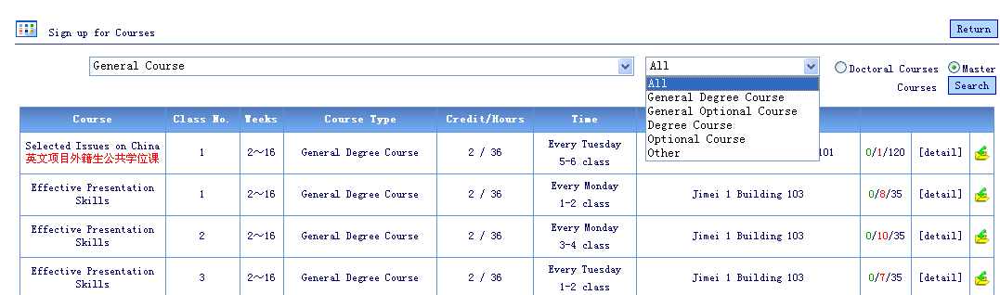 Sign up for Courses
Return
General Course
All
Doctoral Courses
Master
Courses
Search
All
General Degree Course
General Optional Course
Degree Course
Optional Course
Other
Course Class No. Weeks Course Type Credit/Hours Time
Selected Issues on China
英文项目外籍生公共学位课
1 2～16 General Degree Course 2 / 36
Every Tuesday
5-6 class
101 0/1/120 [detail]
Effective Presentation
Skills
1 2～16 General Degree Course 2 / 36
Every Monday
1-2 class
Jimei 1 Building 103 0/8/35 [detail]
Effective Presentation
Skills
2 2～16 General Degree Course 2 / 36
Every Monday
3-4 class
Jimei 1 Building 103 0/10/35 [detail]
Effective Presentation
Skills
3 2～16 General Degree Course 2 / 36
Every Tuesday
1-2 class
Jimei 1 Building 103 0/7/35 [detail]